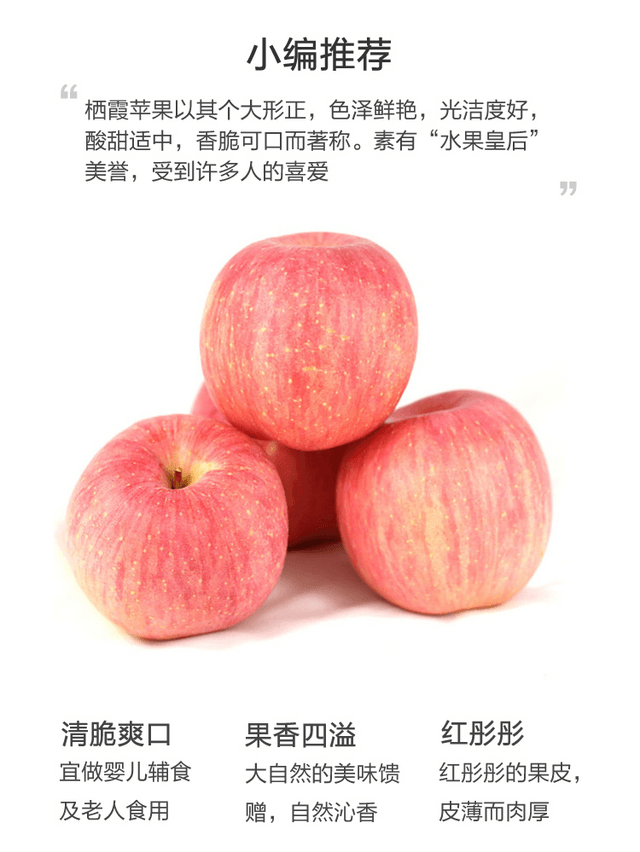 小编推荐
“
栖霞苹果以其个大形正，色泽鲜艳，光洁度好，
酸甜适中，香脆可口而著称。素有“水果皇后”
美誉，受到许多人的喜爱
”
清脆爽口
宜做婴儿辅食
及老人食用
果香四溢
大自然的美味馈
赠，自然沁香
红彤彤
红彤彤的果皮，
皮薄而肉厚